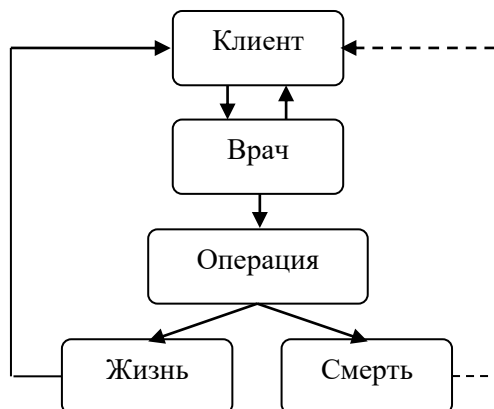 Клиент
Врач
Операция
Жизнь
Смерть